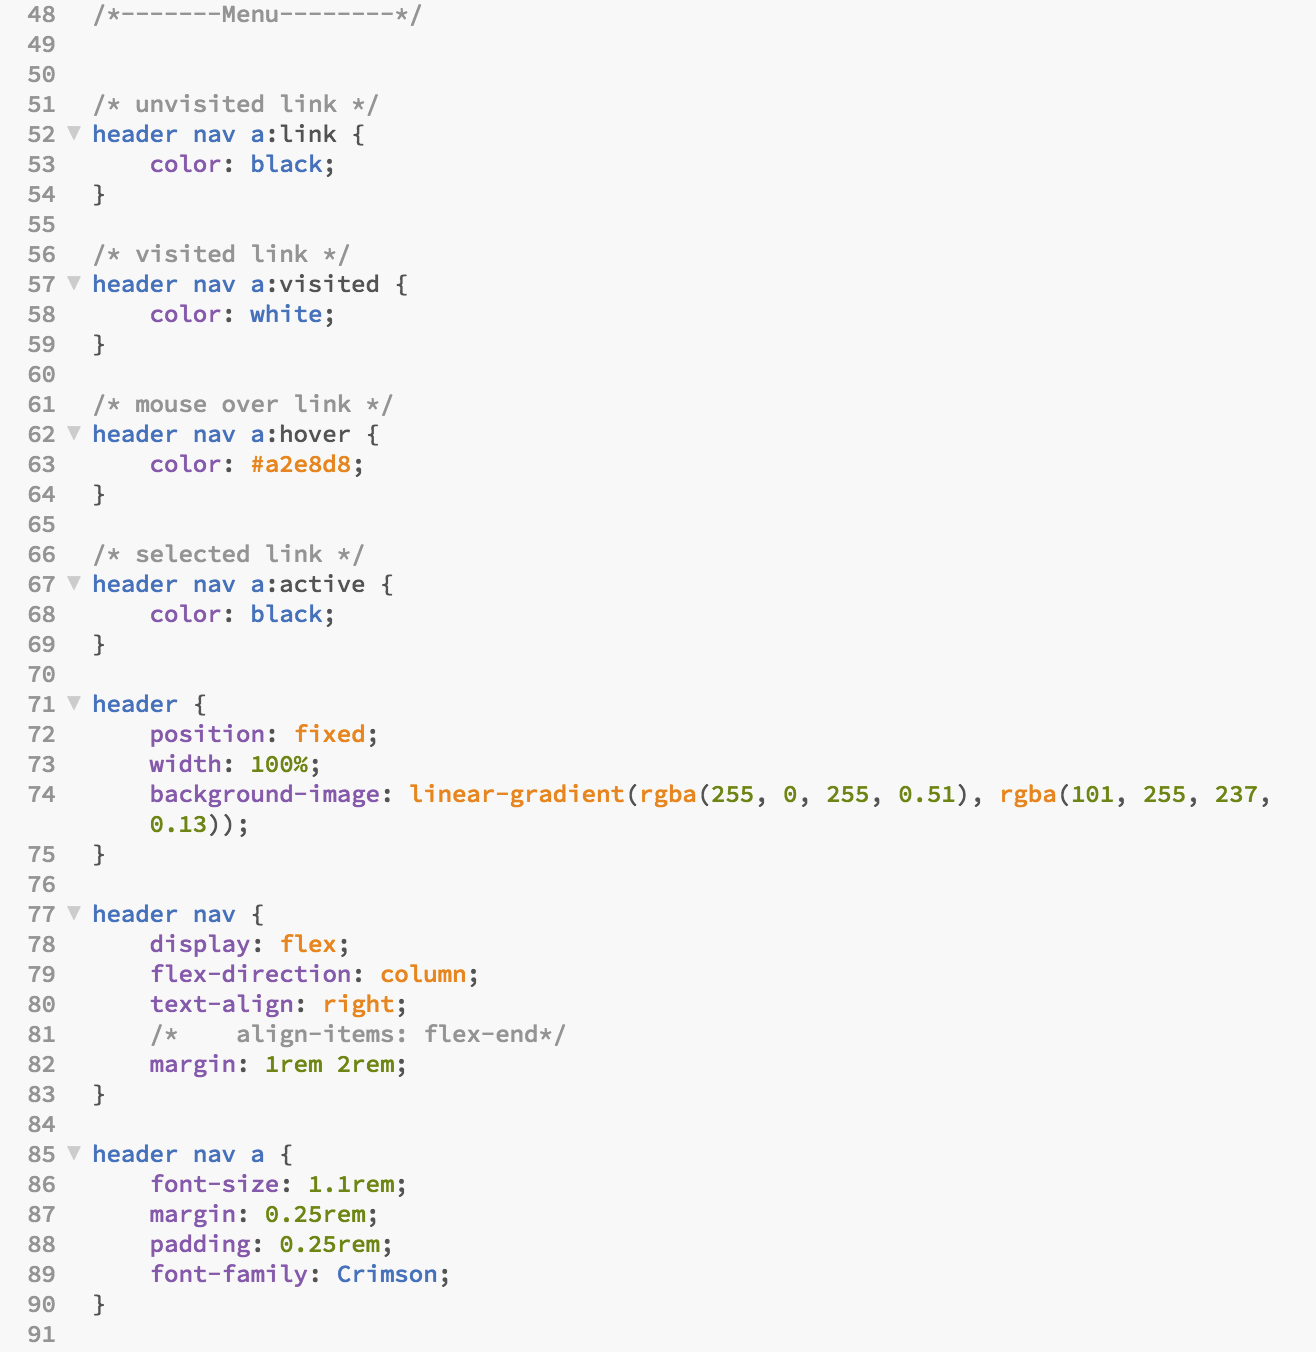 48 /*-------Menu--------*/
49
50
51 /* unvisited link */
52 header nav a:link {
53 color: black;
54 }
55
56 /* visited link */
57 header nav a:visited {
58 color: white;
59 }
60
61 /* mouse over link */
62 header nav a:hover {
63 color: #a2e8d8;
64 }
65
66 /* selected link */
67 header nav a:active {
68 color: black;
69 }
70
71 header {
72 position: fixed;
73 width: 100%;
74 background-image: linear-gradient(rgba(255, 0, 255, 0.51), rgba(101, 255, 237,
0.13));
75 }
76
77 header nav {
78 display: flex;
79 flex-direction: column;
80 text-align: right;
81 /*    align-items: flex-end*/
82 margin: 1rem 2rem;
83 }
84
85 header nav a {
86 font-size: 1.1rem;
87 margin: 0.25rem;
88 padding: 0.25rem;
89 font-family: Crimson;
90 }
91